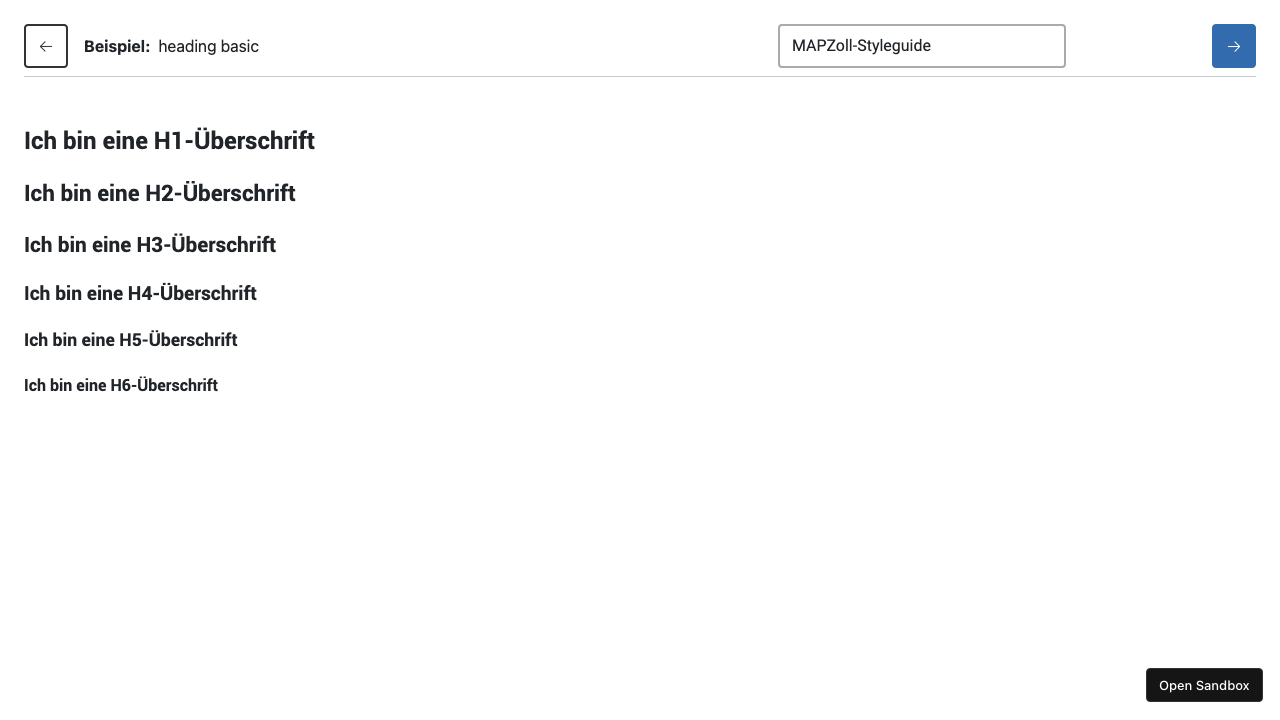 Beispiel: heading basic
MAPZoll-Styleguide
Ich bin eine H1-Überschrift
Ich bin eine H2-Überschrift
Ich bin eine H3-Überschrift
Ich bin eine H4-Überschrift
Ich bin eine H5-Überschrift
Ich bin eine H6-Überschrift
Open Sandbox